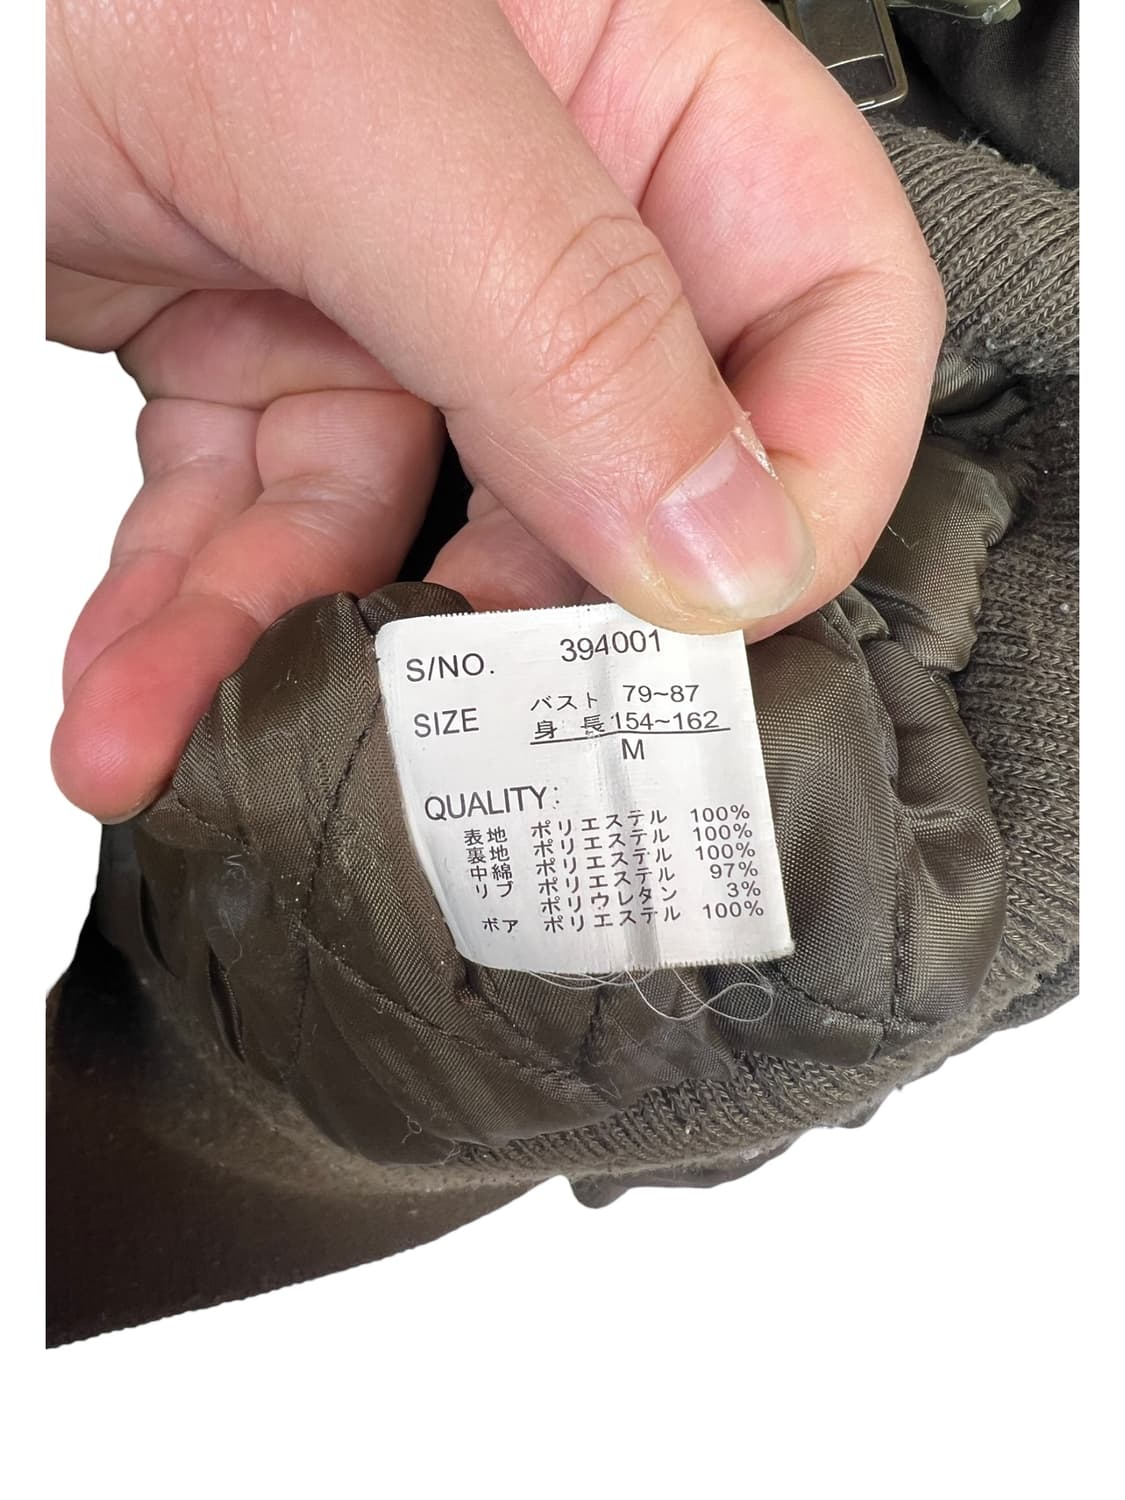 S/NO. 394001
SIZE バスト 79~87
身 長 154~162
M
QUALITY:
表地 ポリエステル 100%
裏地 ポリエステル 100%
中綿 ポリエステル 100%
リブ ポリエステル 97%
ポリウレタン 3%
ボア ポリエステル 100%